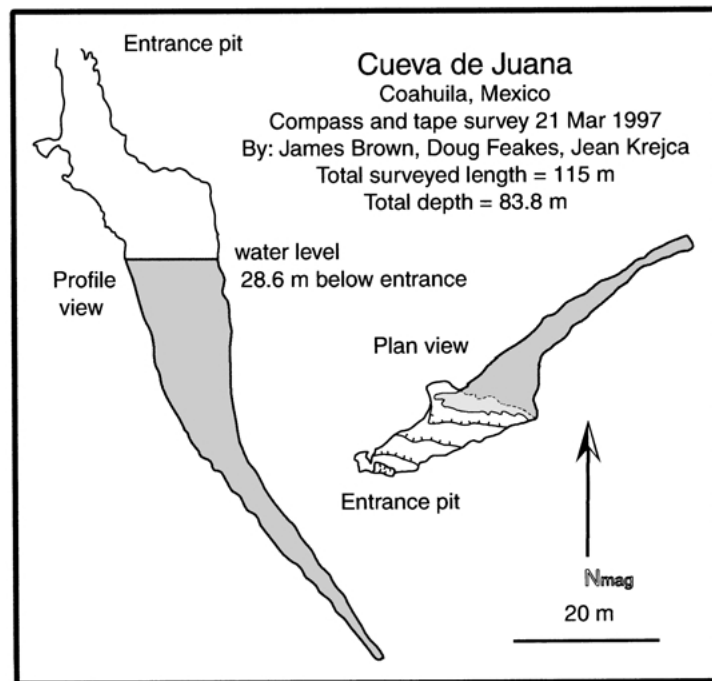 Entrance pit
Cueva de Juana
Coahuila, Mexico
Compass and tape survey 21 Mar 1997
By: James Brown, Doug Feakes, Jean Krejca
Total surveyed length = 115 m
Total depth = 83.8 m
water level
28.6 m below entrance
Profile
view
Plan view
Entrance pit
Nmag
20 m